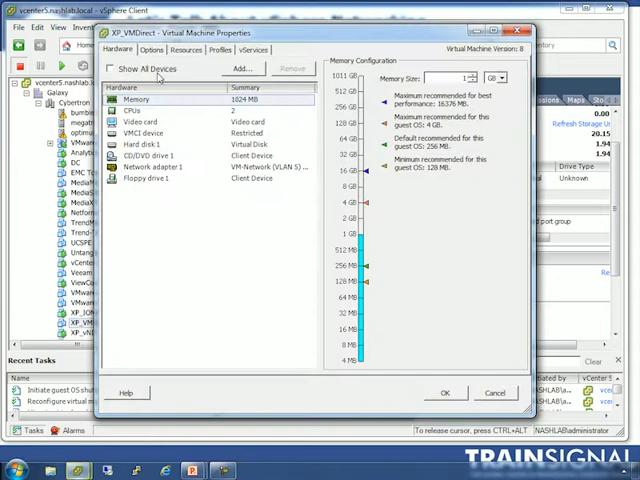 vcenter5.nashlab.local - vSphere Client
File Edit View Inventory
Home
XP_VMDirect - Virtual Machine Properties
Hardware Options Resources Profiles vServices
Virtual Machine Version: 8
Show All Devices
Add...
Remove
Hardware Summary
Memory 1024 MB
CPUs 2
Video card Video card
VMCI device Restricted
Hard disk 1 Virtual Disk
CD/DVD drive 1 Client Device
Network adapter 1 VM-Network (VLAN 5) ...
Floppy drive 1 Client Device
Memory Configuration
1011 GB
512 GB
256 GB
128 GB
64 GB
32 GB
16 GB
8 GB
4 GB
2 GB
1 GB
512 MB
256 MB
128 MB
64 MB
32 MB
16 MB
8 MB
4 MB
Memory Size: 1 GB
Maximum recommended for best
performance: 16376 MB.
Maximum recommended for this
guest OS: 4 GB.
Default recommended for this
guest OS: 256 MB.
Minimum recommended for this
guest OS: 128 MB.
Help
OK
Cancel
vcenter5.nashlab.local
Galaxy
Cybertron
DC
Recent Tasks
Name
Initiate guest OS
Reconfigure virtual
Tasks Alarms
Maps
0.00
Refresh Storage
20.15
1.94
1.94
Drive Type
Unknown
port group
Clear
vCenter
NASHLAB\a...
NASHLAB\a...
To release cursor, press CTRL+ALT
NASHLAB\administrator
TRAINSIGNAL